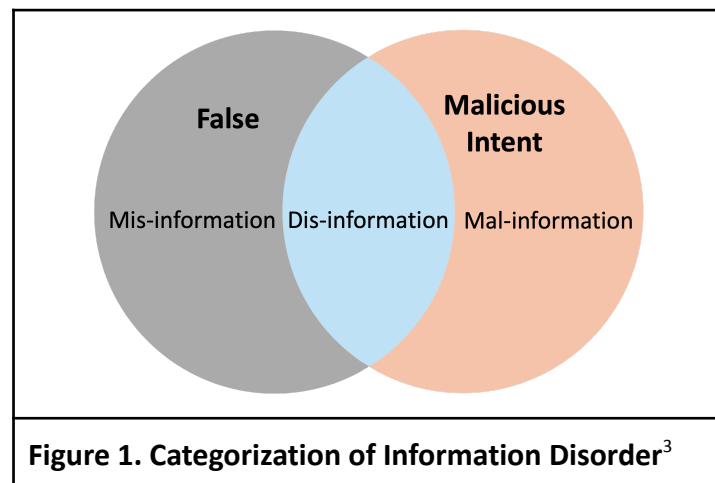 False
Malicious
Intent
Mis-information
Dis-information
Mal-information
Figure 1. Categorization of Information Disorder3